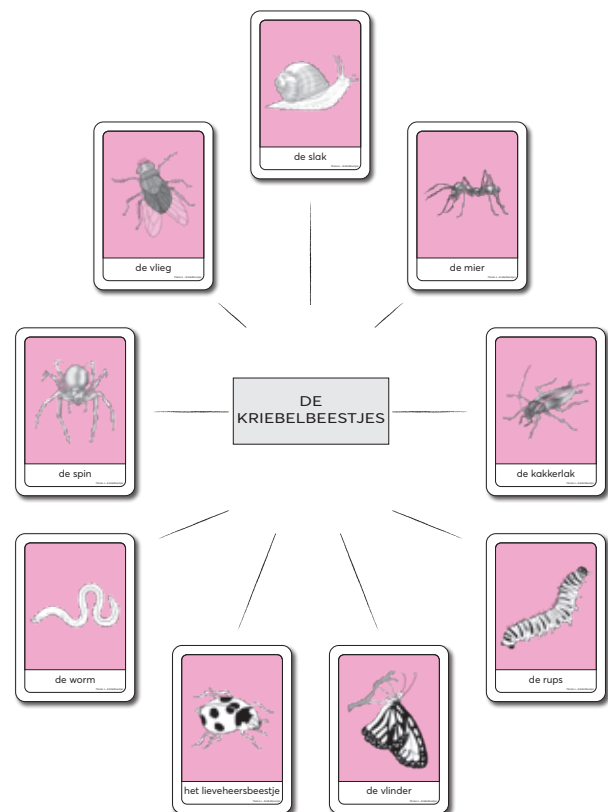 de slak
de vlieg
de mier
DE
KRIEBELBEESTJES
de spin
de kakkerlak
de worm
de rups
het lieveheersbeestje
de vlinder